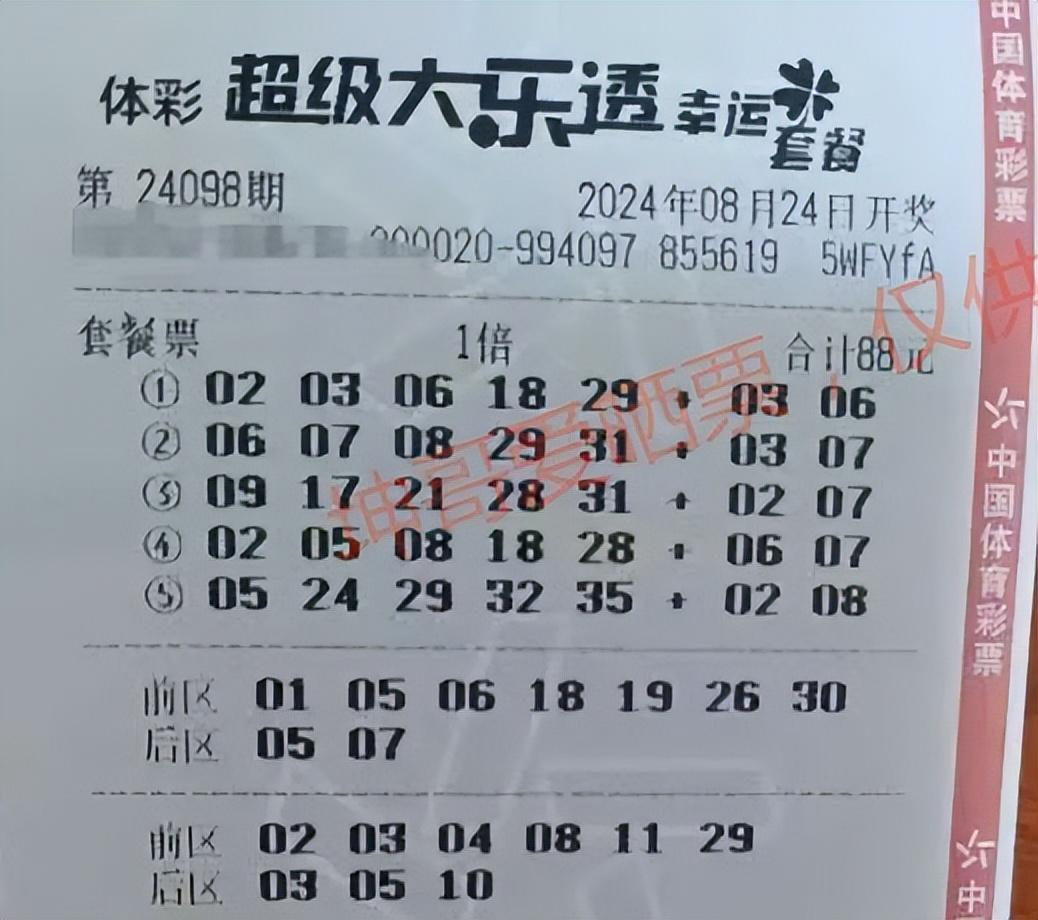 体彩 超级大乐透 幸运套餐
第 24098期 2024年08月24日开奖
000020-994097 855619 5WFYfA
套餐票 1倍 合计88元
① 02 03 06 18 29 + 03 06
② 06 07 08 29 31 + 03 07
③ 09 17 21 28 31 + 02 07
④ 02 05 08 18 28 + 06 07
⑤ 05 24 29 32 35 + 02 08
前区 01 05 06 18 19 26 30
后区 05 07
前区 02 03 04 08 11 29
后区 03 05 10
坤哥爱晒票,仅供
中国体育彩票
中国体育彩票
中